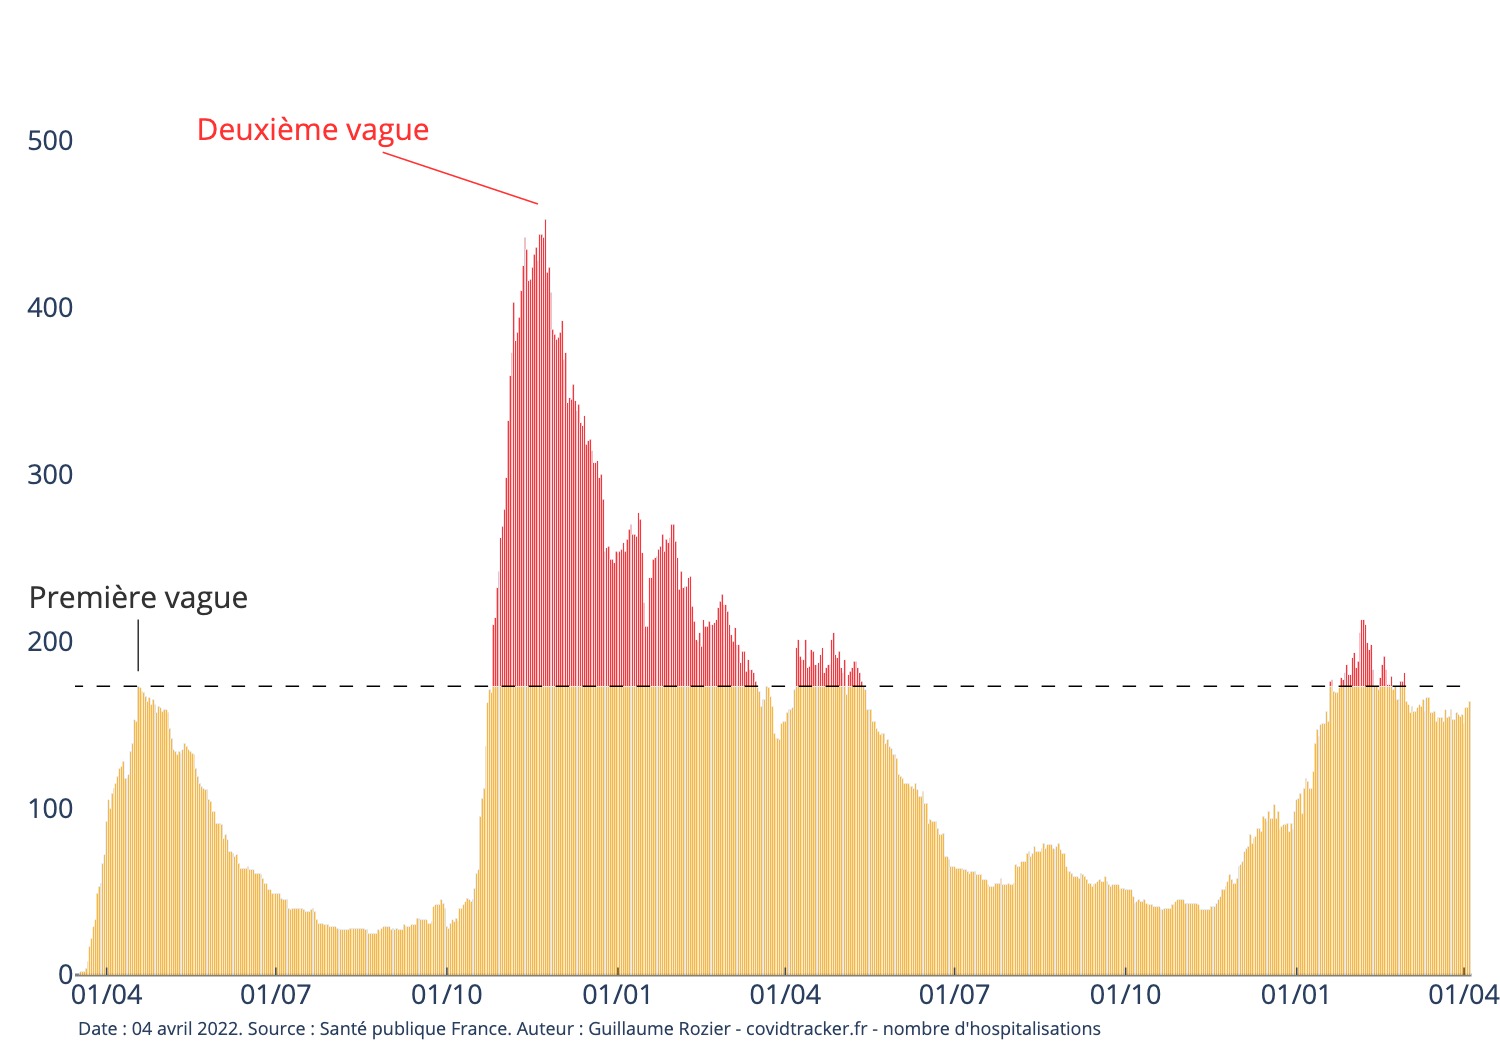 500
Deuxième vague
400
300
Première vague
200
100
0
01/04 01/07 01/10 01/01 01/04 01/07 01/10 01/01 01/04
Date : 04 avril 2022. Source : Santé publique France. Auteur : Guillaume Rozier - covidtracker.fr - nombre d'hospitalisations